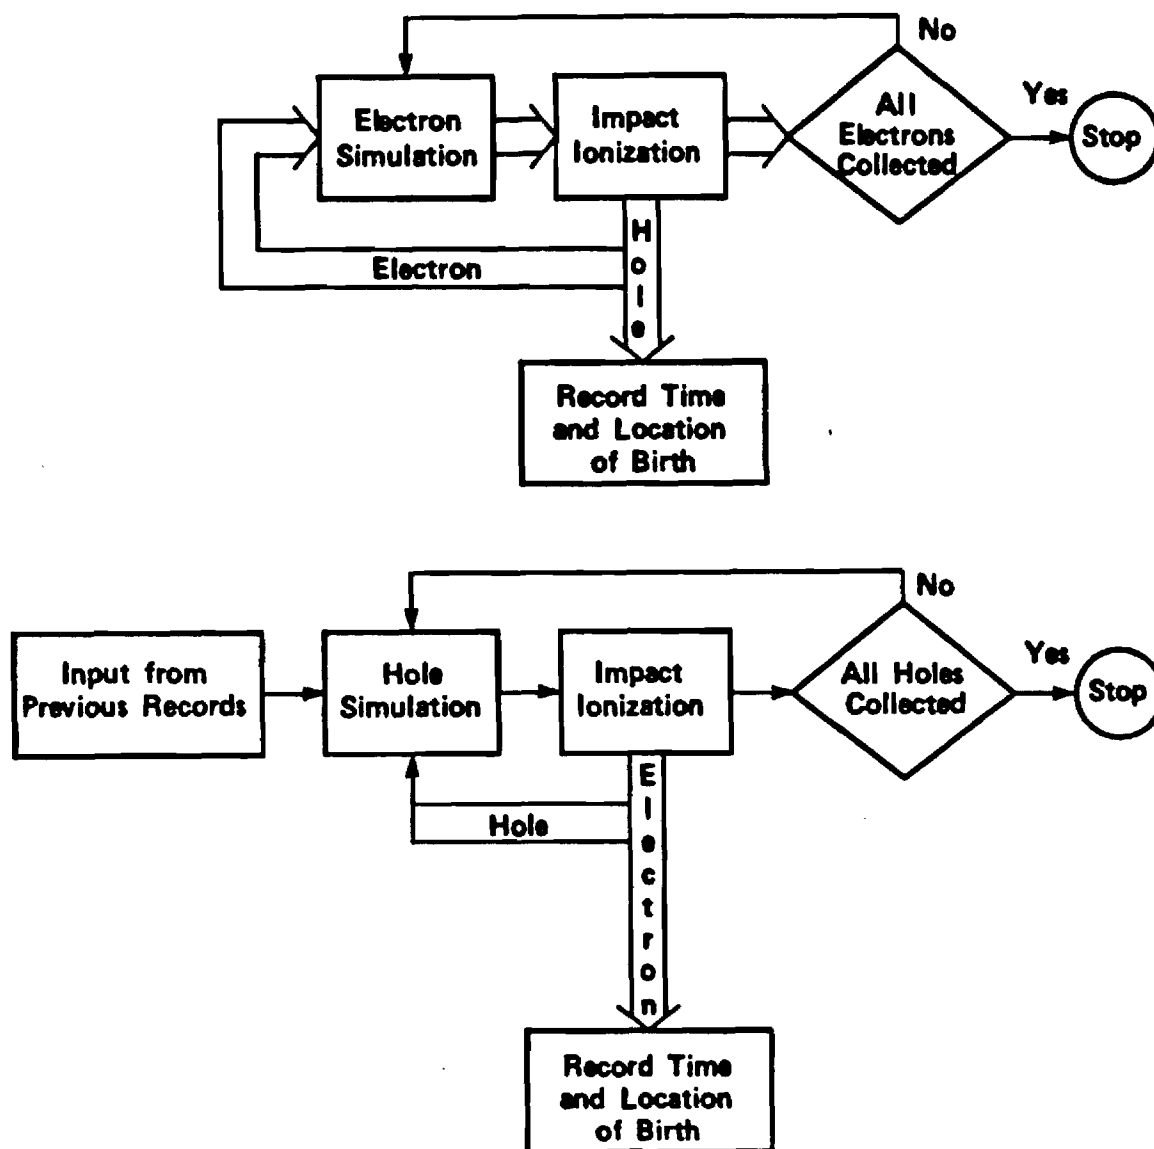 No
Electron
Simulation
Impact
Ionization
All
Electrons
Collected
Yes
Stop
Hole
Electron
Record Time
and Location
of Birth
No
Input from
Previous Records
Hole
Simulation
Impact
Ionization
All Holes
Collected
Yes
Stop
Electron
Hole
Record Time
and Location
of Birth